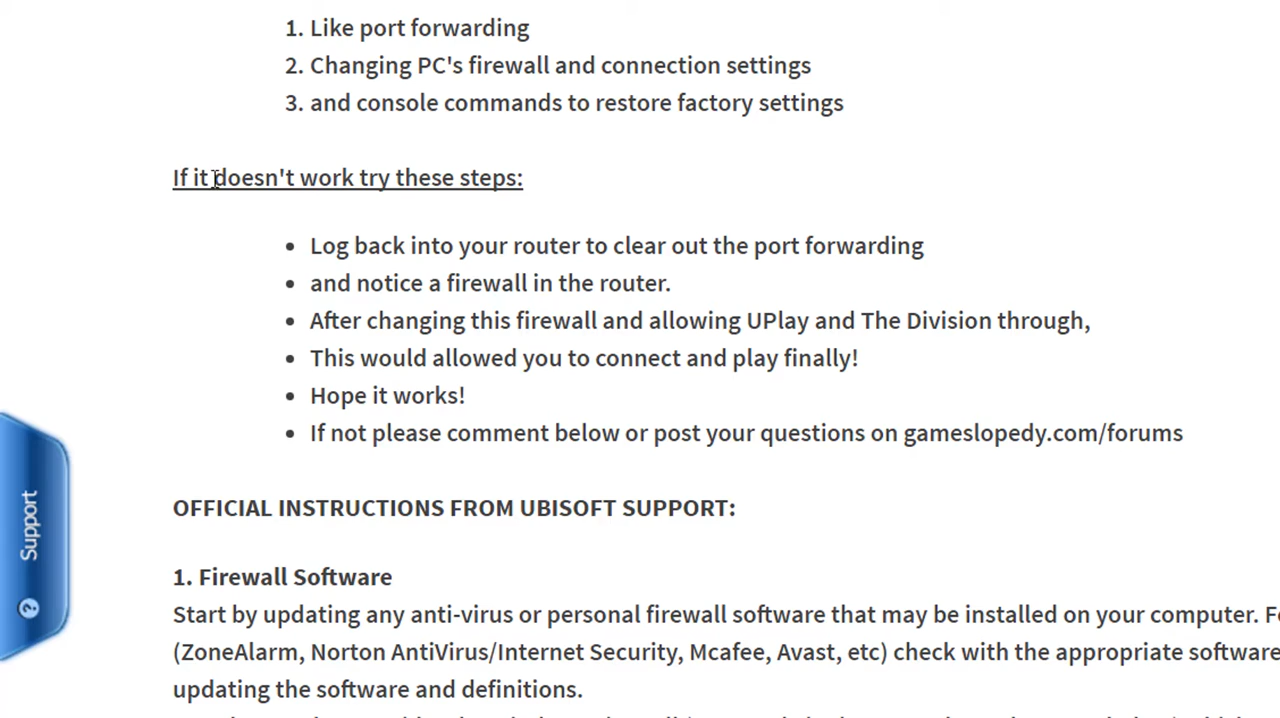 1. Like port forwarding
2. Changing PC's firewall and connection settings
3. and console commands to restore factory settings
If it doesn't work try these steps:
• Log back into your router to clear out the port forwarding
• and notice a firewall in the router.
• After changing this firewall and allowing UPlay and The Division through,
• This would allowed you to connect and play finally!
• Hope it works!
• If not please comment below or post your questions on gameslopedy.com/forums
OFFICIAL INSTRUCTIONS FROM UBISOFT SUPPORT:
Support
?
1. Firewall Software
Start by updating any anti-virus or personal firewall software that may be installed on your computer.
(ZoneAlarm, Norton AntiVirus/Internet Security, Mcafee, Avast, etc) check with the appropriate software
updating the software and definitions.